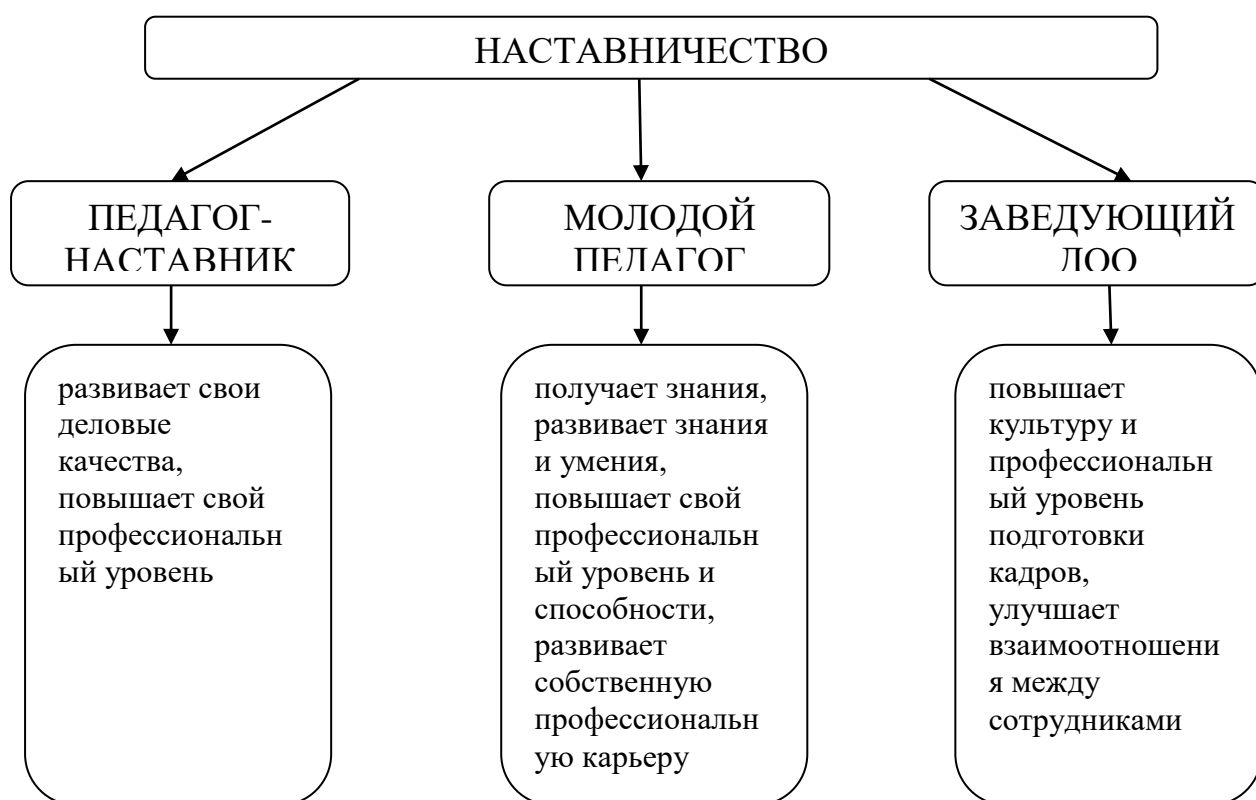 НАСТАВНИЧЕСТВО
ПЕДАГОГ-
НАСТАВНИК
МОЛОДОЙ
ПЕДАГОГ
ЗАВЕДУЮЩИЙ
ДОО
развивает свои
деловые
качества,
повышает свой
профессиональн
ый уровень
получает знания,
развивает знания
и умения,
повышает свой
профессиональн
ый уровень и
способности,
развивает
собственную
профессиональн
ую карьеру
повышает
культуру и
профессиональн
ый уровень
подготовки
кадров,
улучшает
взаимоотношени
я между
сотрудниками